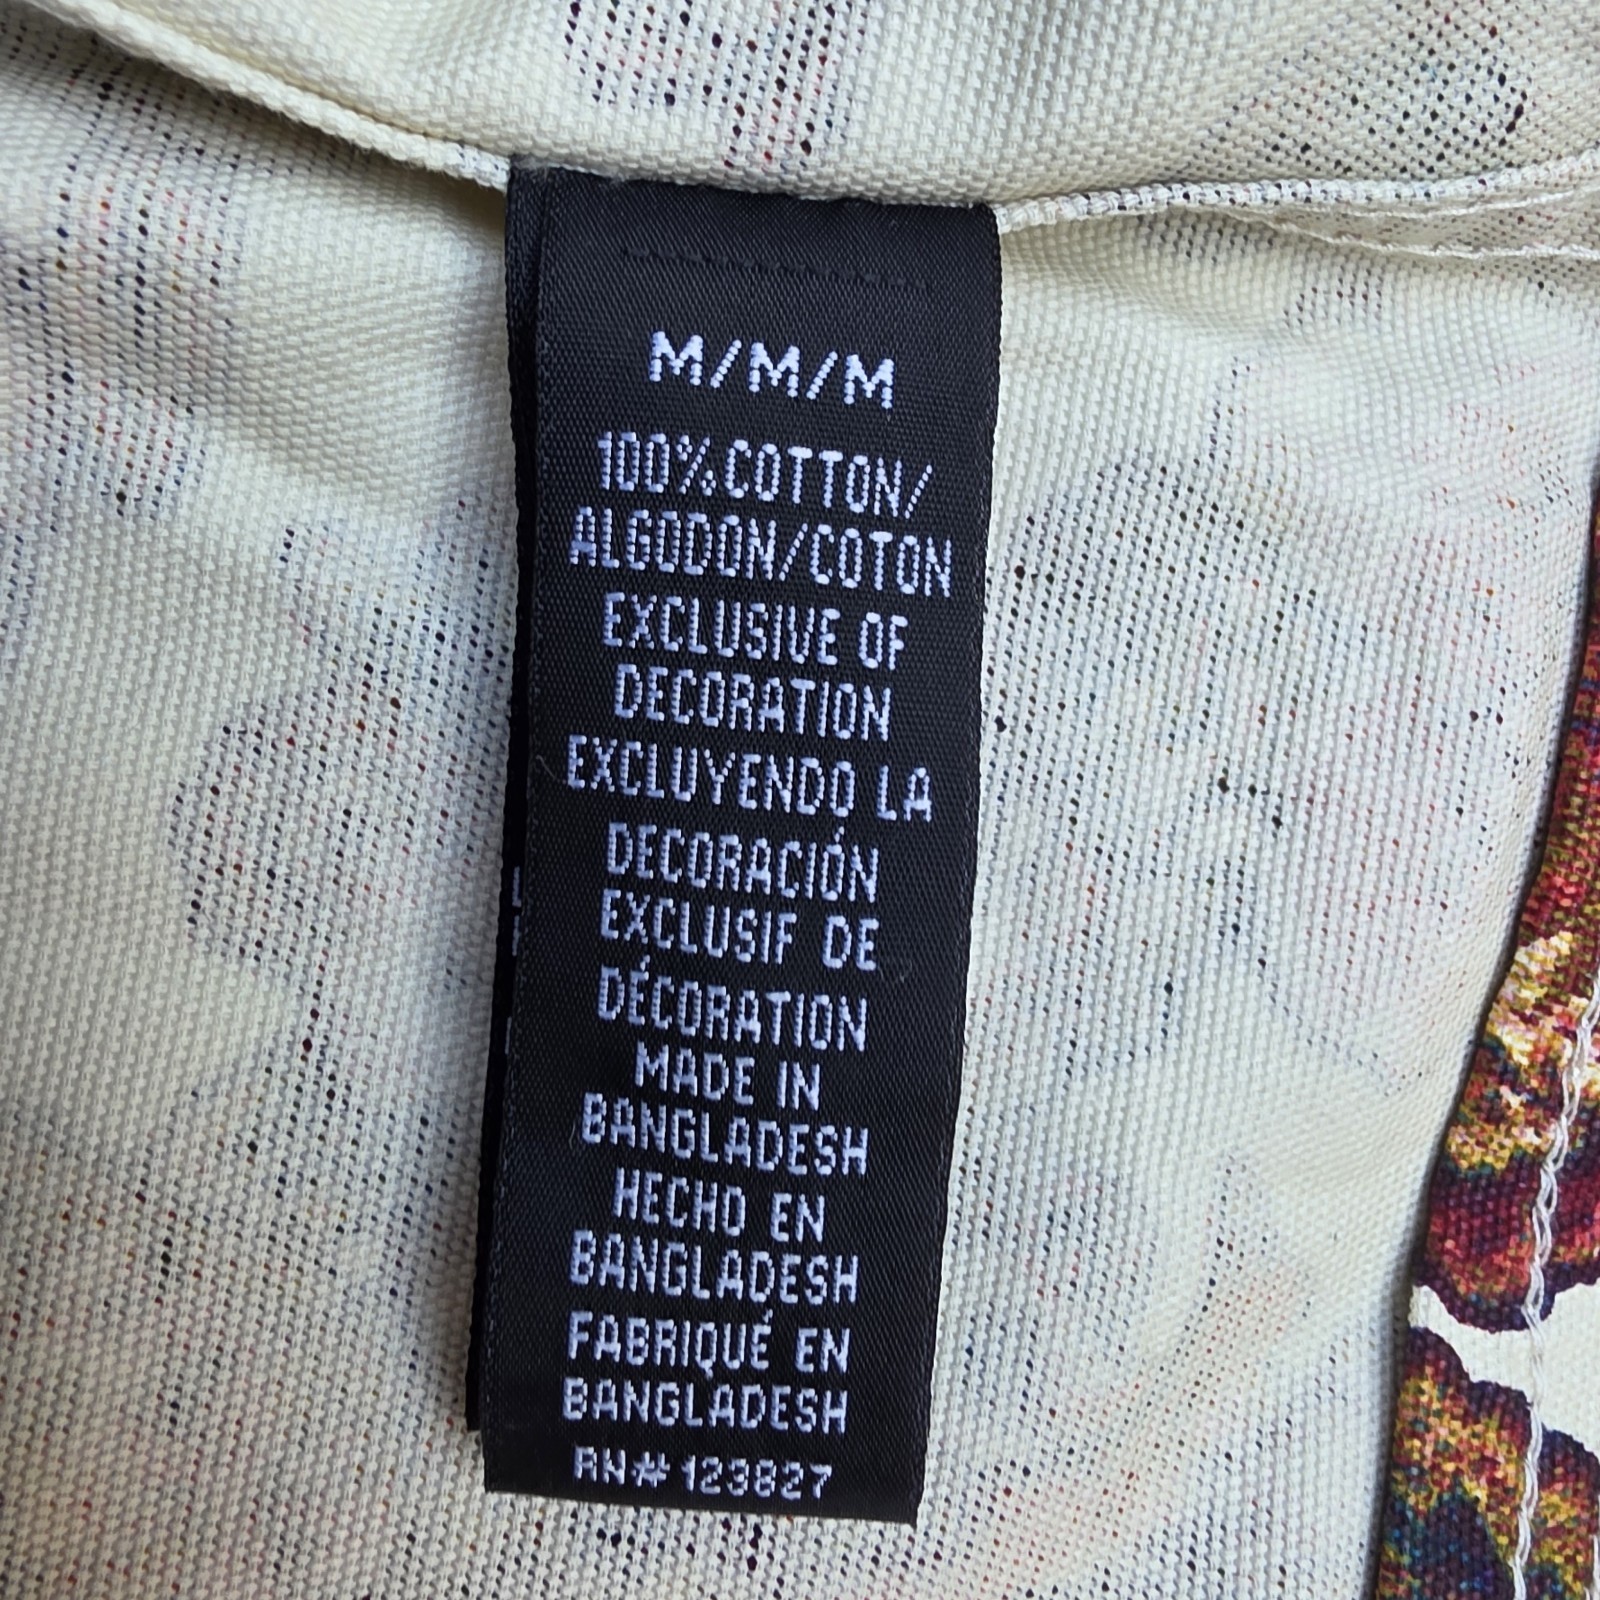 M/M/M
100%COTTON/
ALGODON/COTON
EXCLUSIVE OF
DECORATION
EXCLUYENDO LA
DECORACIÓN
EXCLUSIF DE
DÉCORATION
MADE IN
BANGLADESH
HECHO EN
BANGLADESH
FABRIQUÉ EN
BANGLADESH
RN# 123827